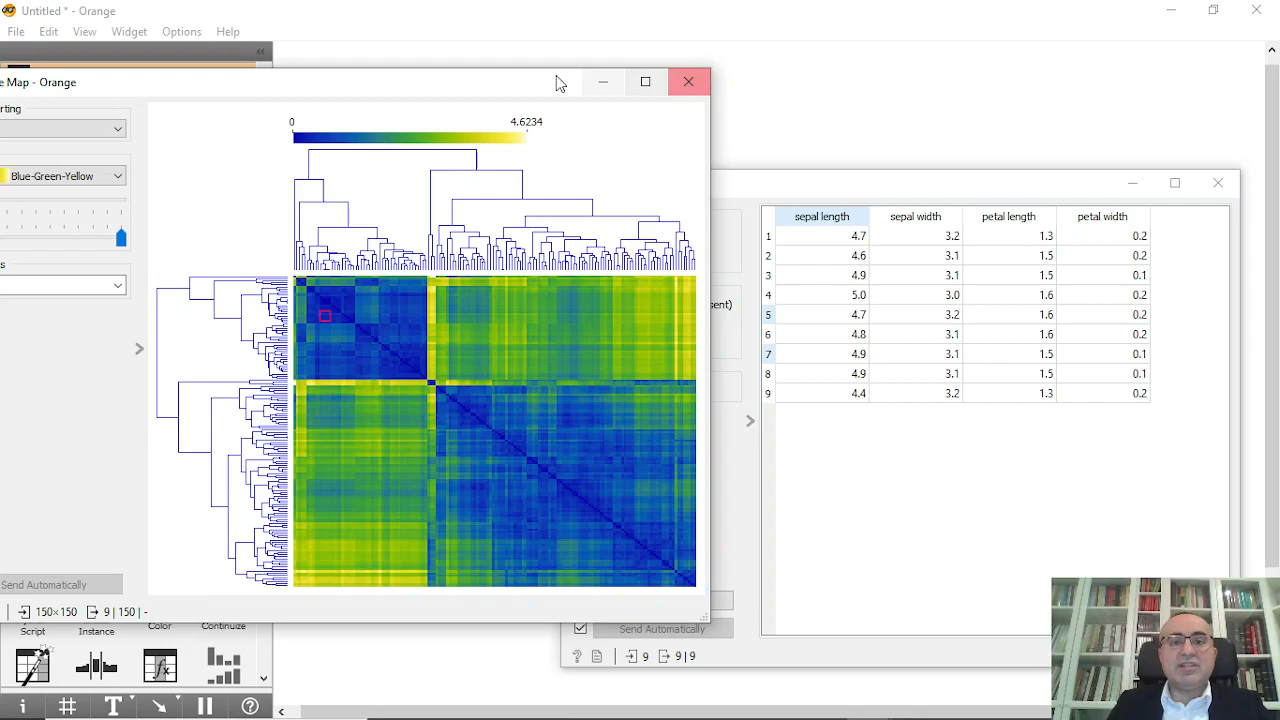 Untitled * - Orange
File Edit View Widget Options Help
e Map - Orange
rting
Blue-Green-Yellow
s
Send Automatically
150×150 9 | 150 | -
0 4.6234
ent)
sepal length sepal width petal length petal width
1 4.7 3.2 1.3 0.2
2 4.6 3.1 1.5 0.2
3 4.9 3.1 1.5 0.1
4 5.0 3.0 1.6 0.2
5 4.7 3.2 1.6 0.2
6 4.8 3.1 1.6 0.2
7 4.9 3.1 1.5 0.1
8 4.9 3.1 1.5 0.1
9 4.4 3.2 1.3 0.2
Send Automatically
? 9 9 | 9
Script Instance Color Continuize